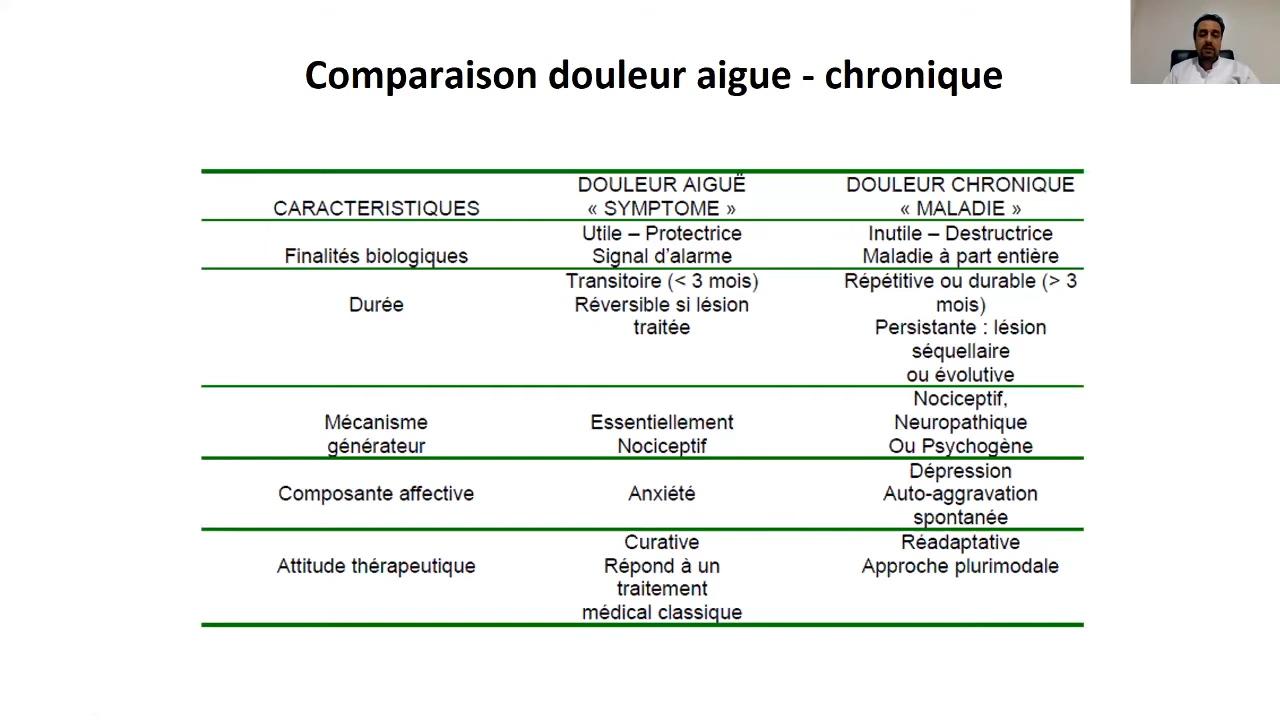 Comparaison douleur aigue - chronique
CARACTERISTIQUES
DOULEUR AIGUË
« SYMPTOME »
DOULEUR CHRONIQUE
« MALADIE »
Finalités biologiques
Utile – Protectrice
Signal d'alarme
Inutile – Destructrice
Maladie à part entière
Durée
Transitoire (< 3 mois)
Réversible si lésion
traitée
Répétitive ou durable (> 3
mois)
Persistante : lésion
séquellaire
ou évolutive
Mécanisme
générateur
Essentiellement
Nociceptif
Nociceptif,
Neuropathique
Ou Psychogène
Composante affective
Anxiété
Dépression
Auto-aggravation
spontanée
Attitude thérapeutique
Curative
Répond à un
traitement
médical classique
Réadaptative
Approche plurimodale